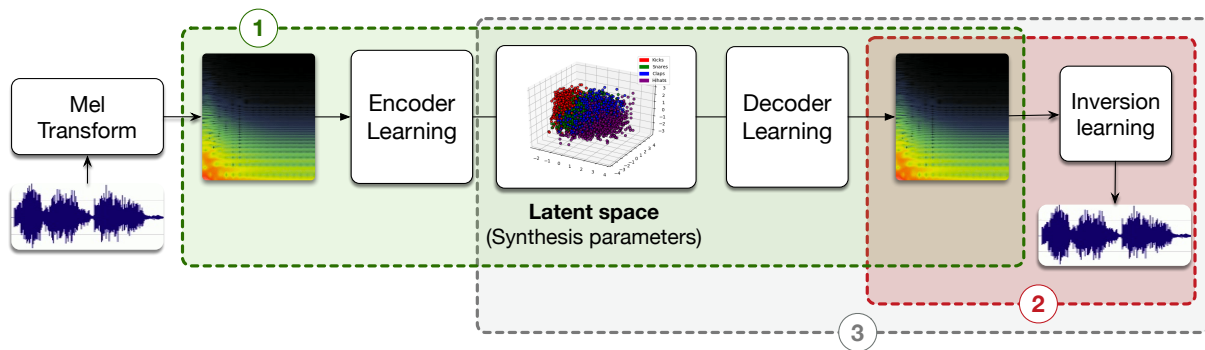 1
Mel
Transform
Encoder
Learning
Kicks
Snares
Claps
HiHats
Latent space
(Synthesis parameters)
Decoder
Learning
Inversion
learning
2
3